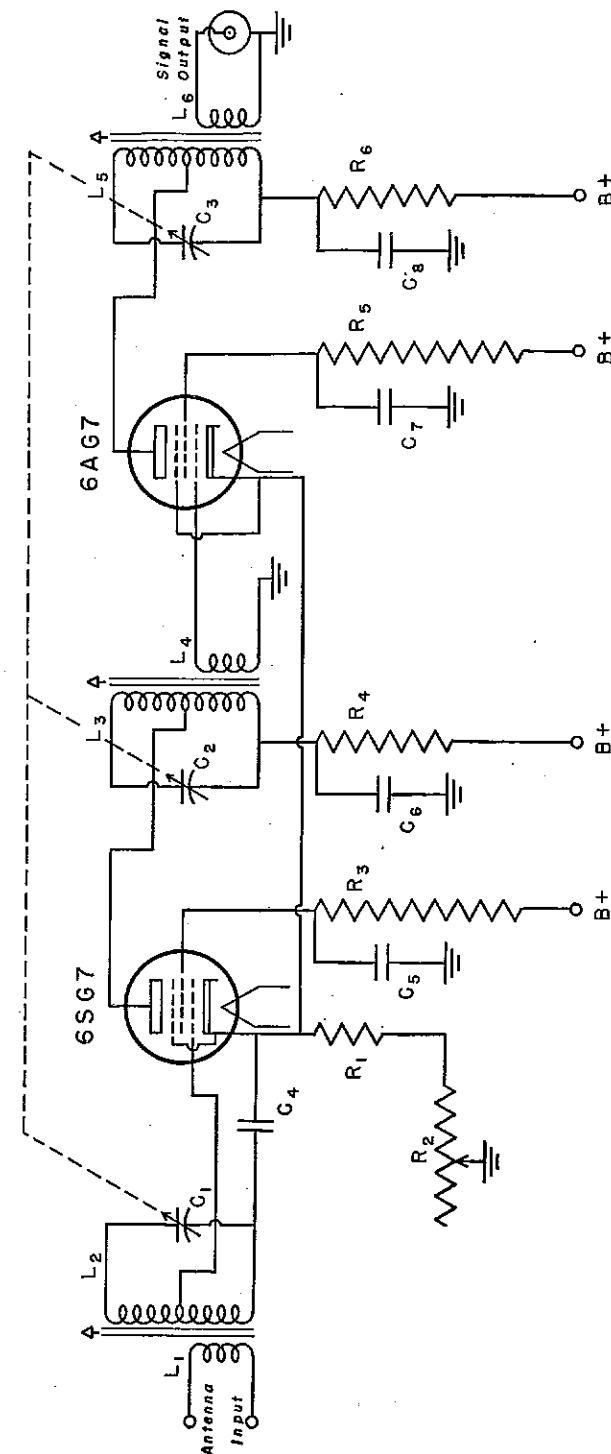 Antenna
Input
L1
L2
C1
6SG7
C4
R1
R2
C5
R3
B+
L3
C2
C6
R4
B+
L4
6AG7
C7
R5
B+
L5
C3
C8
R6
B+
L6
Signal
Output